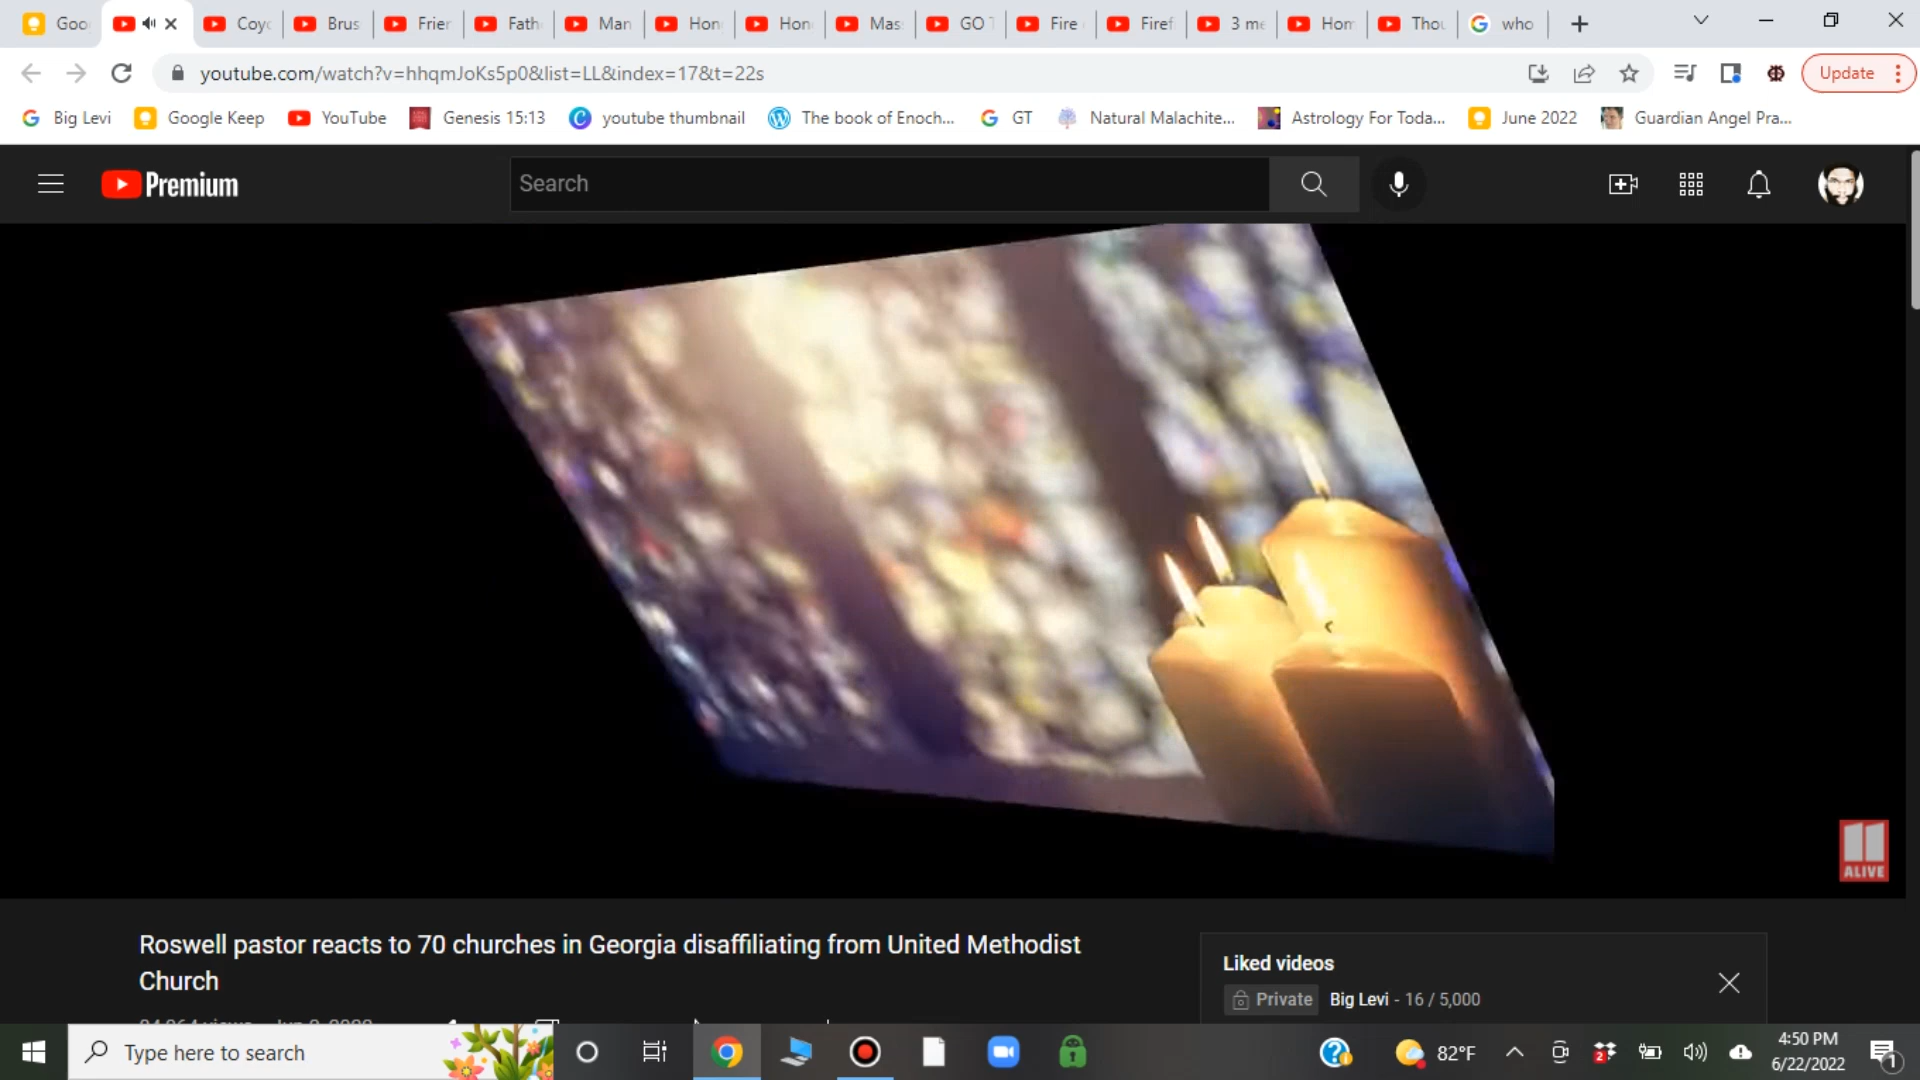 Goo
Coyo
Brus
Frien
Fath
Man
Hon
Hon
Mas
GO T
Fire
Firef
3 me
Hom
Thou
who
youtube.com/watch?v=hhqmJoKs5p0&list=LL&index=17&t=22s
Update
Big Levi
Google Keep
YouTube
Genesis 15:13
youtube thumbnail
The book of Enoch...
GT
Natural Malachite...
Astrology For Toda...
June 2022
Guardian Angel Pra...
Premium
Search
11
ALIVE
Roswell pastor reacts to 70 churches in Georgia disaffiliating from United Methodist
Church
Liked videos
Private Big Levi - 16 / 5,000
Type here to search
82°F
4:50 PM
6/22/2022